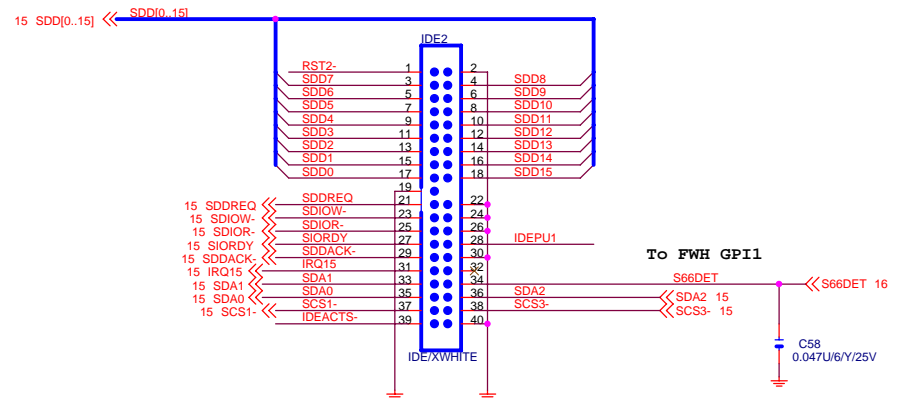 15 SDD[0..15] SDD[0..15]
IDE2
RST2- 1 2
SDD7 3 4 SDD8
SDD6 5 6 SDD9
SDD5 7 8 SDD10
SDD4 9 10 SDD11
SDD3 11 12 SDD12
SDD2 13 14 SDD13
SDD1 15 16 SDD14
SDD0 17 18 SDD15
19
15 SDDREQ SDDREQ 21 22
15 SDIOW- SDIOW- 23 24
15 SDIOR- SDIOR- 25 26
15 SIORDY SIORDY 27 28 IDEPU1
15 SDDACK- SDDACK- 29 30 To FWH GPI1
15 IRQ15 IRQ15 31 32
15 SDA1 SDA1 33 34 S66DET S66DET 16
15 SDA0 SDA0 35 36 SDA2 SDA2 15
15 SCS1- SCS1- 37 38 SCS3- SCS3- 15
IDEACTS- 39 40
C58
IDE/XWHITE 0.047U/6/Y/25V